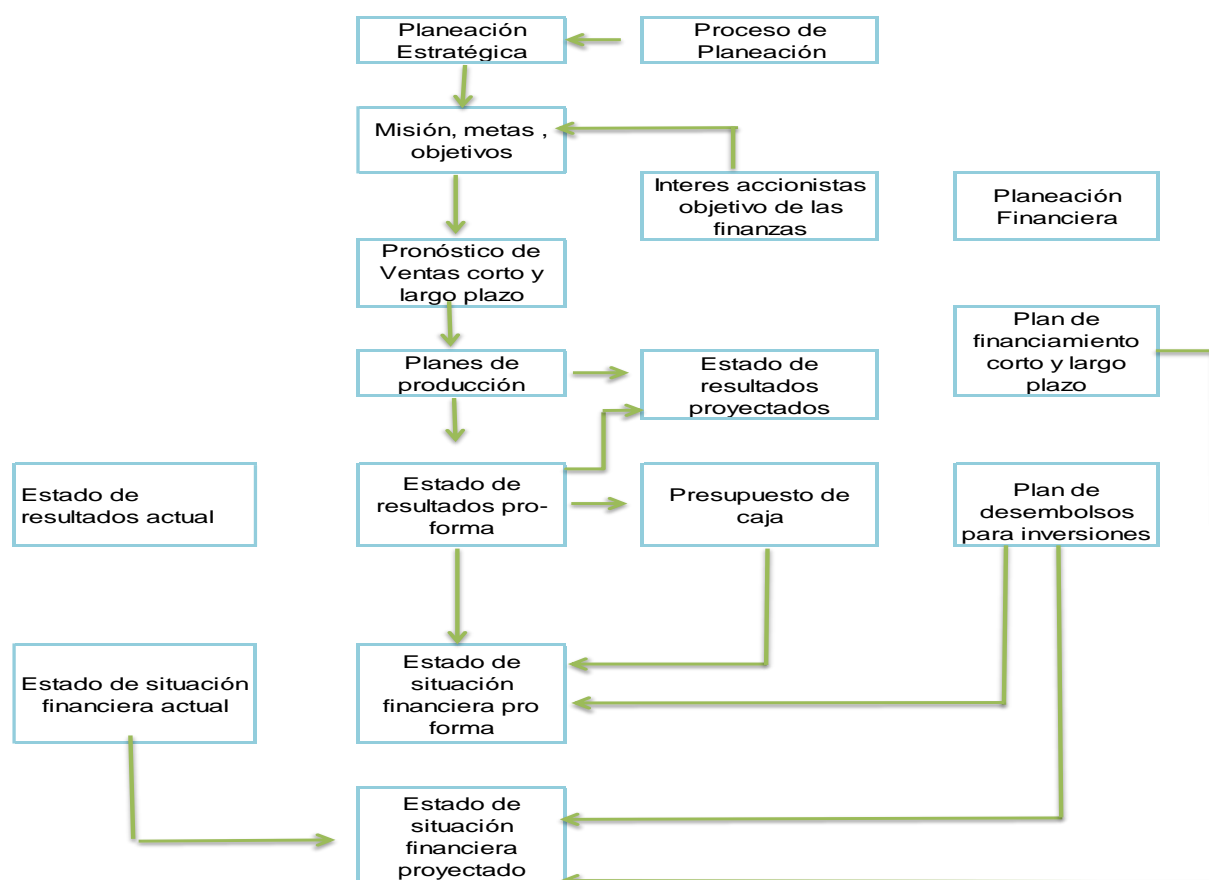 Planeación
Estratégica
Proceso de
Planeación
Misión, metas ,
objetivos
Interes accionistas
objetivo de las
finanzas
Planeación
Financiera
Pronóstico de
Ventas corto y
largo plazo
Plan de
financiamiento
corto y largo
plazo
Planes de
producción
Estado de
resultados
proyectados
Estado de
resultados actual
Estado de
resultados pro-
forma
Presupuesto de
caja
Plan de
desembolsos
para inversiones
Estado de situación
financiera actual
Estado de
situación
financiera pro
forma
Estado de
situación
financiera
proyectado